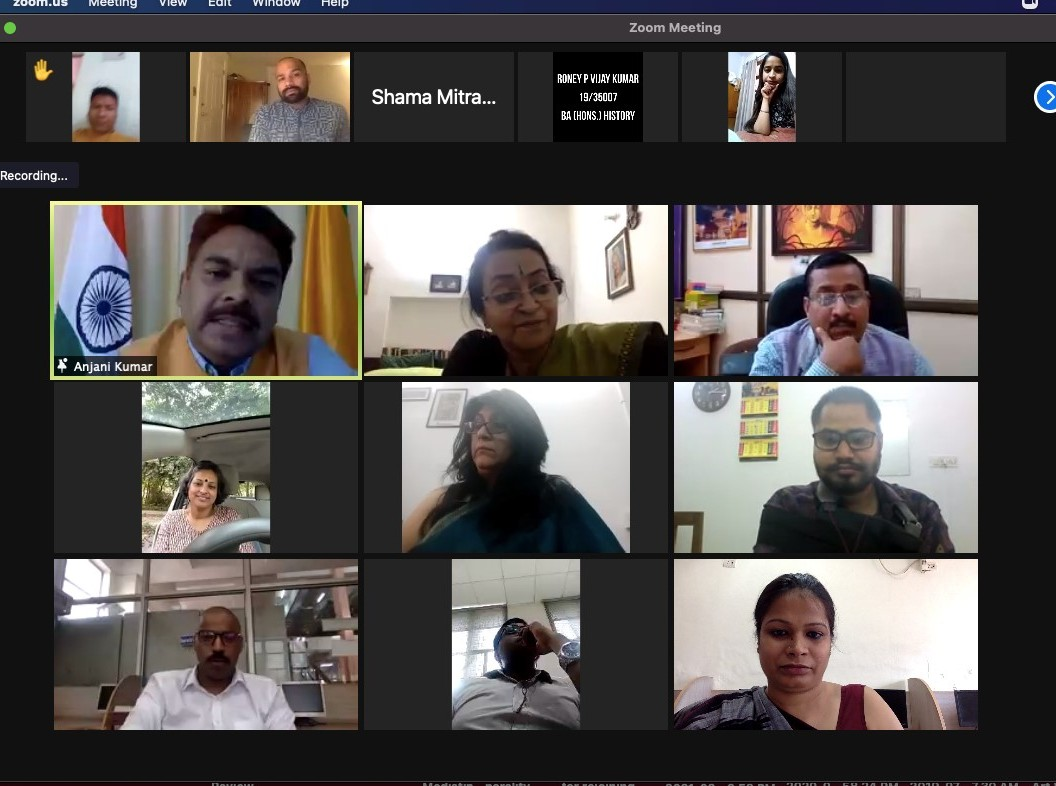 zoom.us Meeting View Edit Window Help
Zoom Meeting
Shama Mitra...
RONEY P VIJAY KUMAR
19/35007
BA (HONS.) HISTORY
Recording...
Anjani Kumar